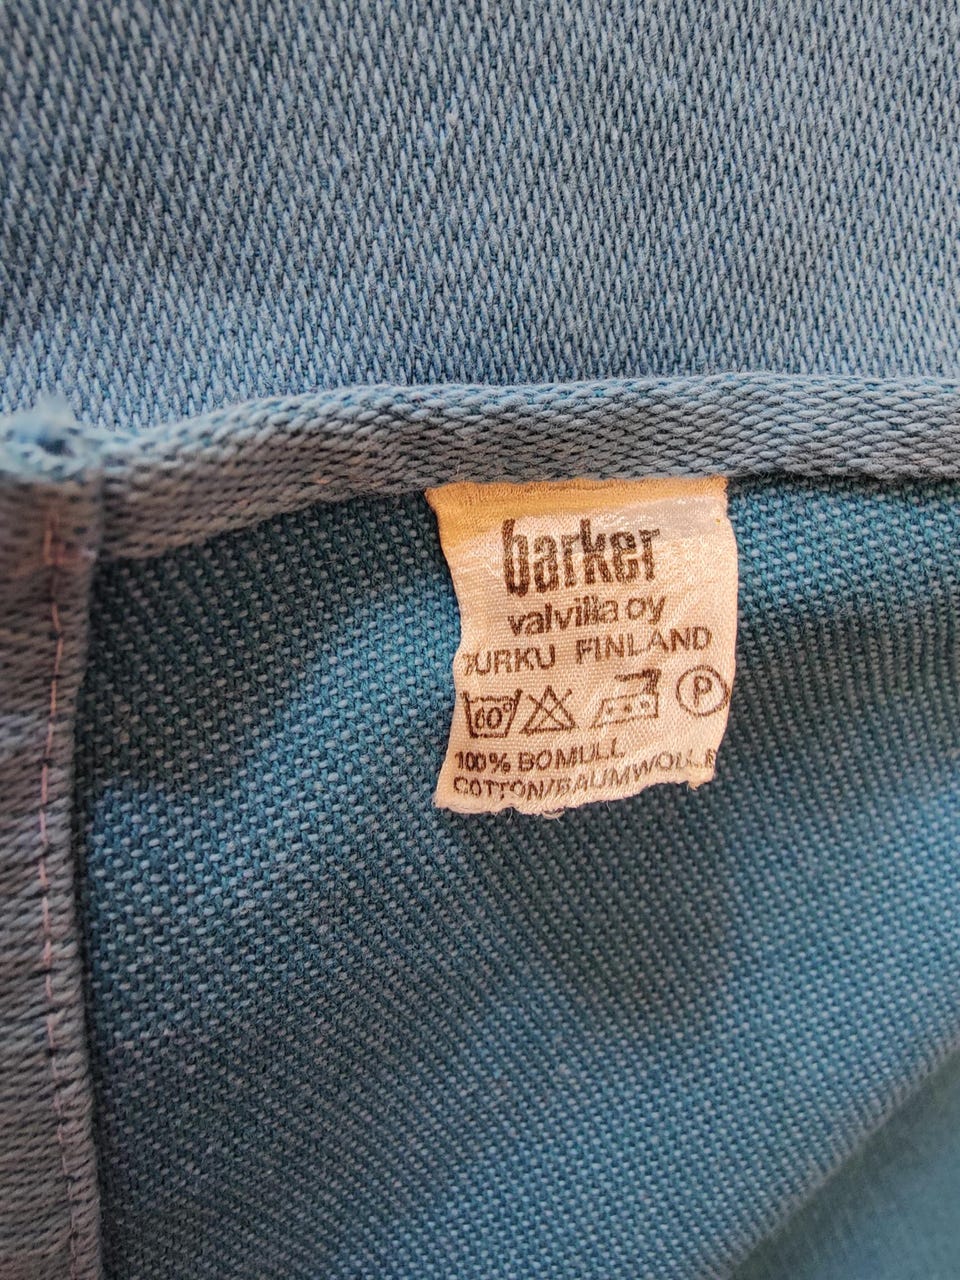 barker
valvilla oy
TURKU FINLAND
60° P
100% BOMULL
COTTON/BAUMWOLLE